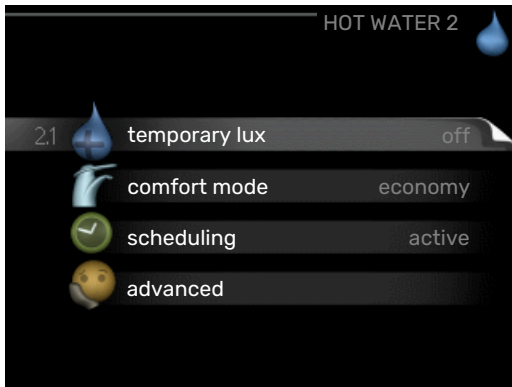 HOT WATER 2
2.1 temporary lux off
comfort mode economy
scheduling active
advanced